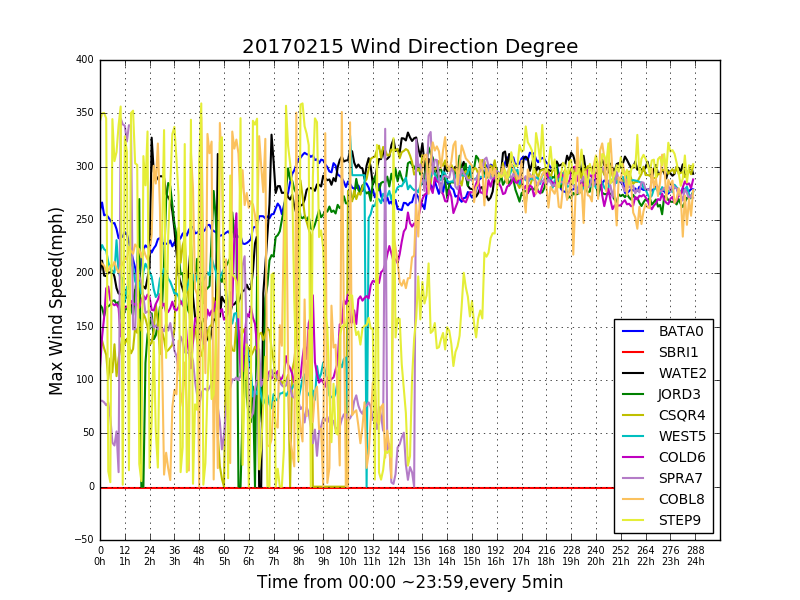 20170215 Wind Direction Degree
Max Wind Speed(mph)
400
350
300
250
200
150
100
50
0
−50
BATA0
SBRI1
WATE2
JORD3
CSQR4
WEST5
COLD6
SPRA7
COBL8
STEP9
0 12 24 36 48 60 72 84 96 108 120 132 144 156 168 180 192 204 216 228 240 252 264 276 288
0h 1h 2h 3h 4h 5h 6h 7h 8h 9h 10h 11h 12h 13h 14h 15h 16h 17h 18h 19h 20h 21h 22h 23h 24h
Time from 00:00 ~23:59,every 5min